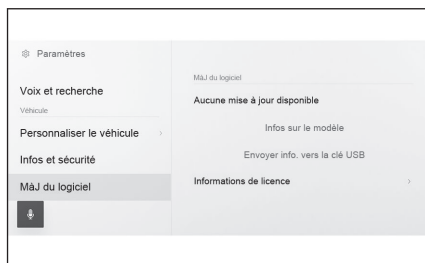 Paramètres
Voix et recherche
Véhicule
Personnaliser le véhicule
Infos et sécurité
MàJ du logiciel
MàJ du logiciel
Aucune mise à jour disponible
Infos sur le modèle
Envoyer info. vers la clé USB
Informations de licence